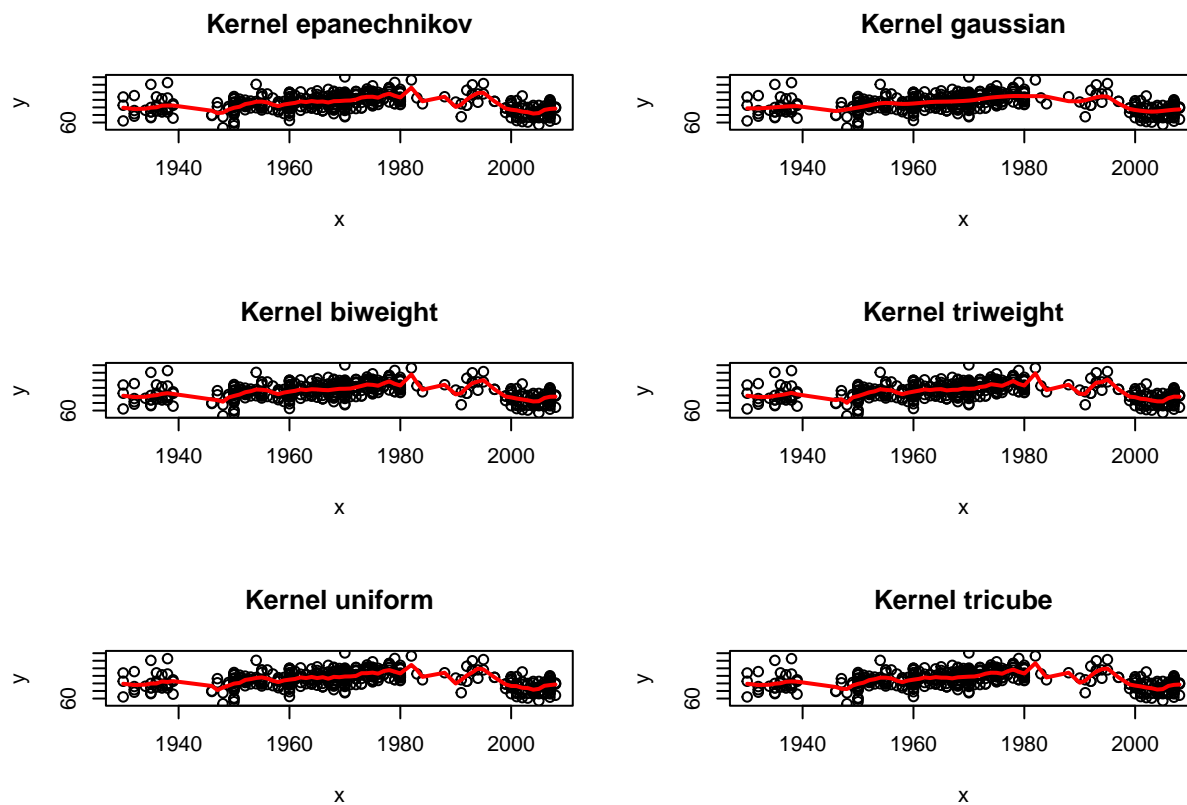 Kernel epanechnikov
y
60
1940 1960 1980 2000
x
Kernel gaussian
y
60
1940 1960 1980 2000
x
Kernel biweight
y
60
1940 1960 1980 2000
x
Kernel triweight
y
60
1940 1960 1980 2000
x
Kernel uniform
y
60
1940 1960 1980 2000
x
Kernel tricube
y
60
1940 1960 1980 2000
x